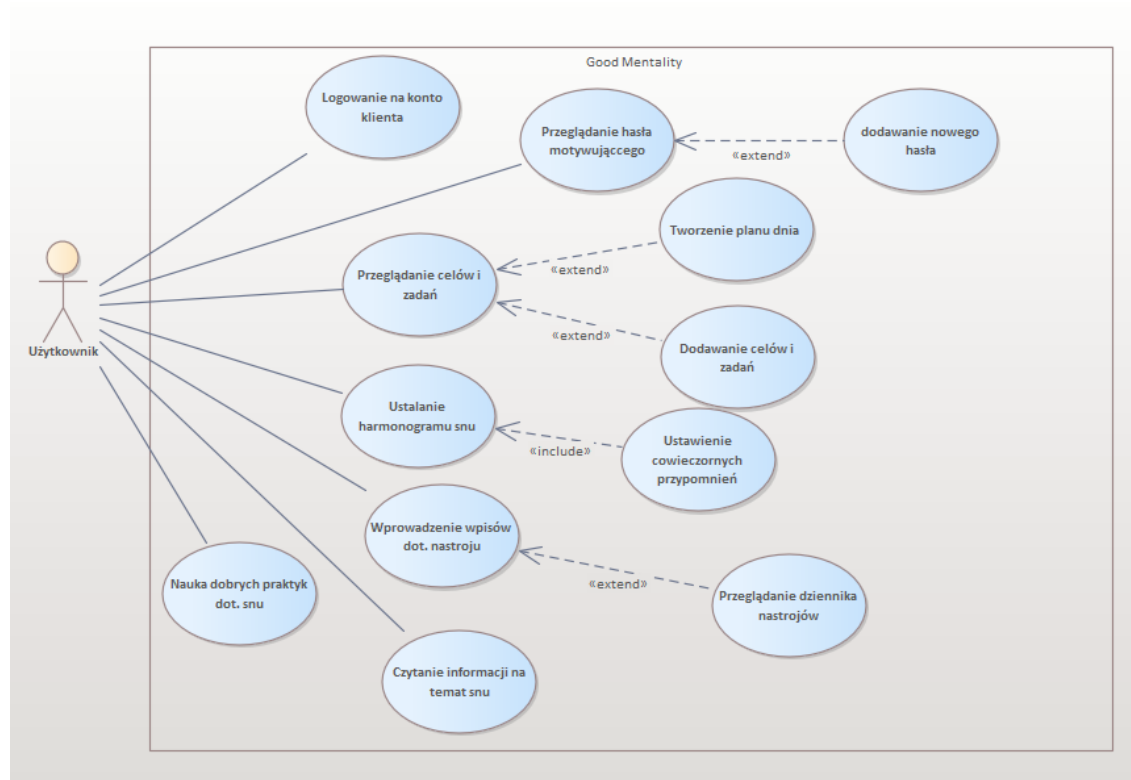 Good Mentality
Logowanie na konto
klienta
Przeglądanie hasła
motywująccego
«extend»
dodawanie nowego
hasła
Tworzenie planu dnia
«extend»
Przeglądanie celów i
zadań
«extend»
Dodawanie celów i
zadań
Użytkownik
Ustalanie
harmonogramu snu
«include»
Ustawienie
cowieczornych
przypomnień
Wprowadzenie wpisów
dot. nastroju
«extend»
Przeglądanie dziennika
nastrojów
Nauka dobrych praktyk
dot. snu
Czytanie informacji na
temat snu